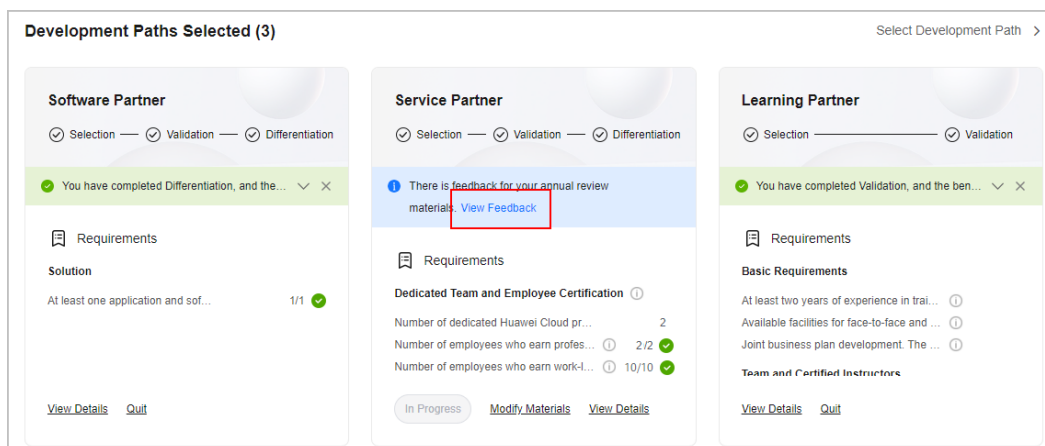 Development Paths Selected (3)
Select Development Path
Software Partner
Selection
Validation
Differentiation
You have completed Differentiation, and the...
Requirements
Solution
At least one application and sof...
1/1
View Details
Quit
Service Partner
Selection
Validation
Differentiation
There is feedback for your annual review
materials. View Feedback
Requirements
Dedicated Team and Employee Certification
Number of dedicated Huawei Cloud pr...
2
Number of employees who earn profes...
2/2
Number of employees who earn work-l...
10/10
In Progress
Modify Materials
View Details
Learning Partner
Selection
Validation
You have completed Validation, and the ben...
Requirements
Basic Requirements
At least two years of experience in trai...
Available facilities for face-to-face and ...
Joint business plan development. The ...
Team and Certified Instructors
View Details
Quit